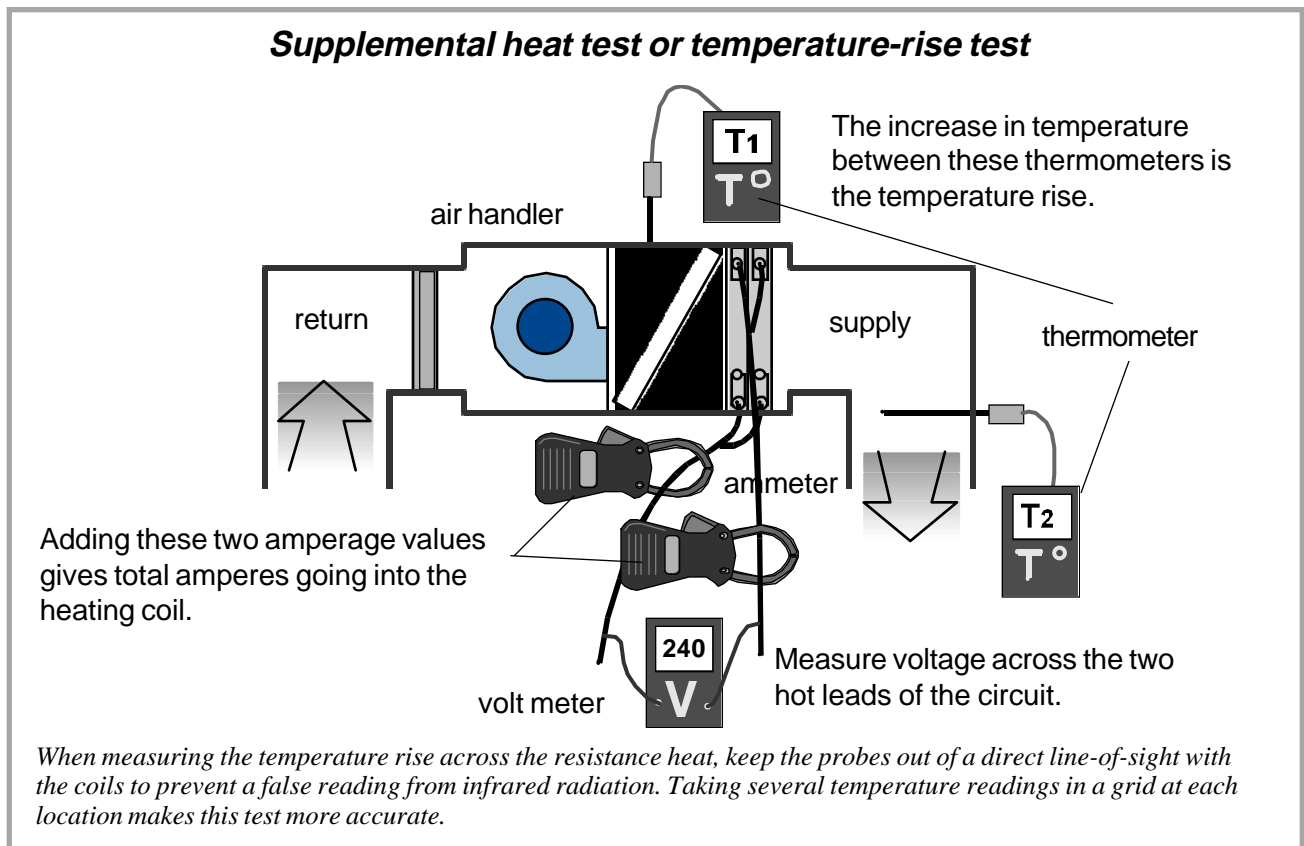 Supplemental heat test or temperature-rise test
T1
T°
The increase in temperature
between these thermometers is
the temperature rise.
air handler
return
supply
thermometer
ammeter
T2
T°
Adding these two amperage values
gives total amperes going into the
heating coil.
240
V
volt meter
Measure voltage across the two
hot leads of the circuit.
When measuring the temperature rise across the resistance heat, keep the probes out of a direct line-of-sight with
the coils to prevent a false reading from infrared radiation. Taking several temperature readings in a grid at each
location makes this test more accurate.